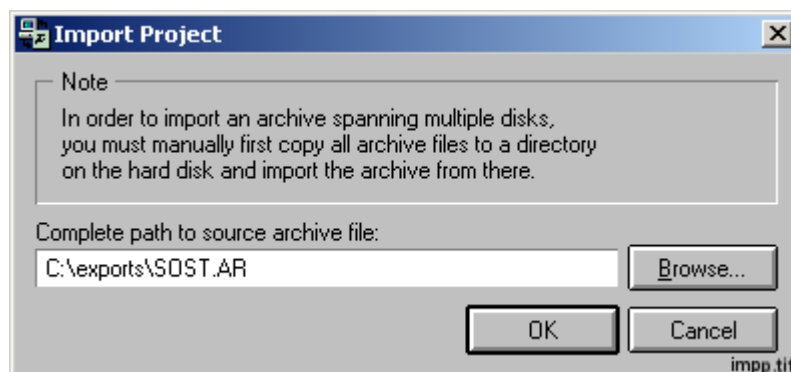 Import Project
Note
In order to import an archive spanning multiple disks,
you must manually first copy all archive files to a directory
on the hard disk and import the archive from there.
Complete path to source archive file:
C:\exports\SOST.AR
Browse...
OK
Cancel
impp.tif